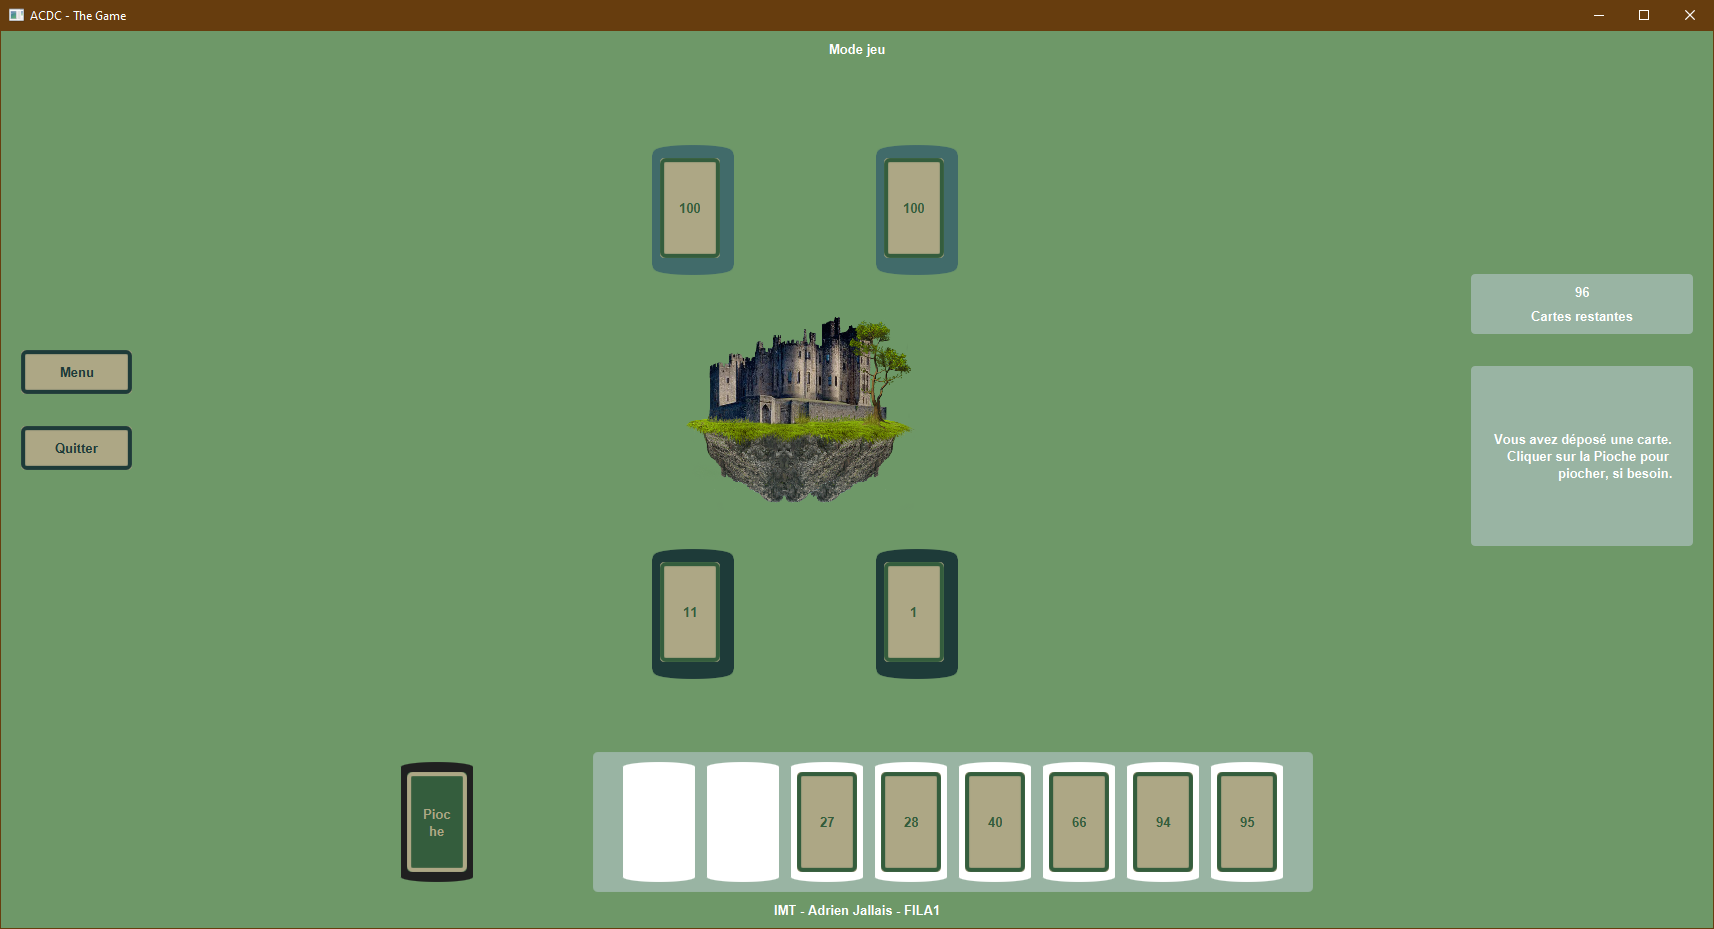 ACDC - The Game
Mode jeu
100
100
96
Cartes restantes
Menu
Quitter
Vous avez déposé une carte.
Cliquer sur la Pioche pour
piocher, si besoin.
11
1
Pioc
he
27
28
40
66
94
95
IMT - Adrien Jallais - FILA1